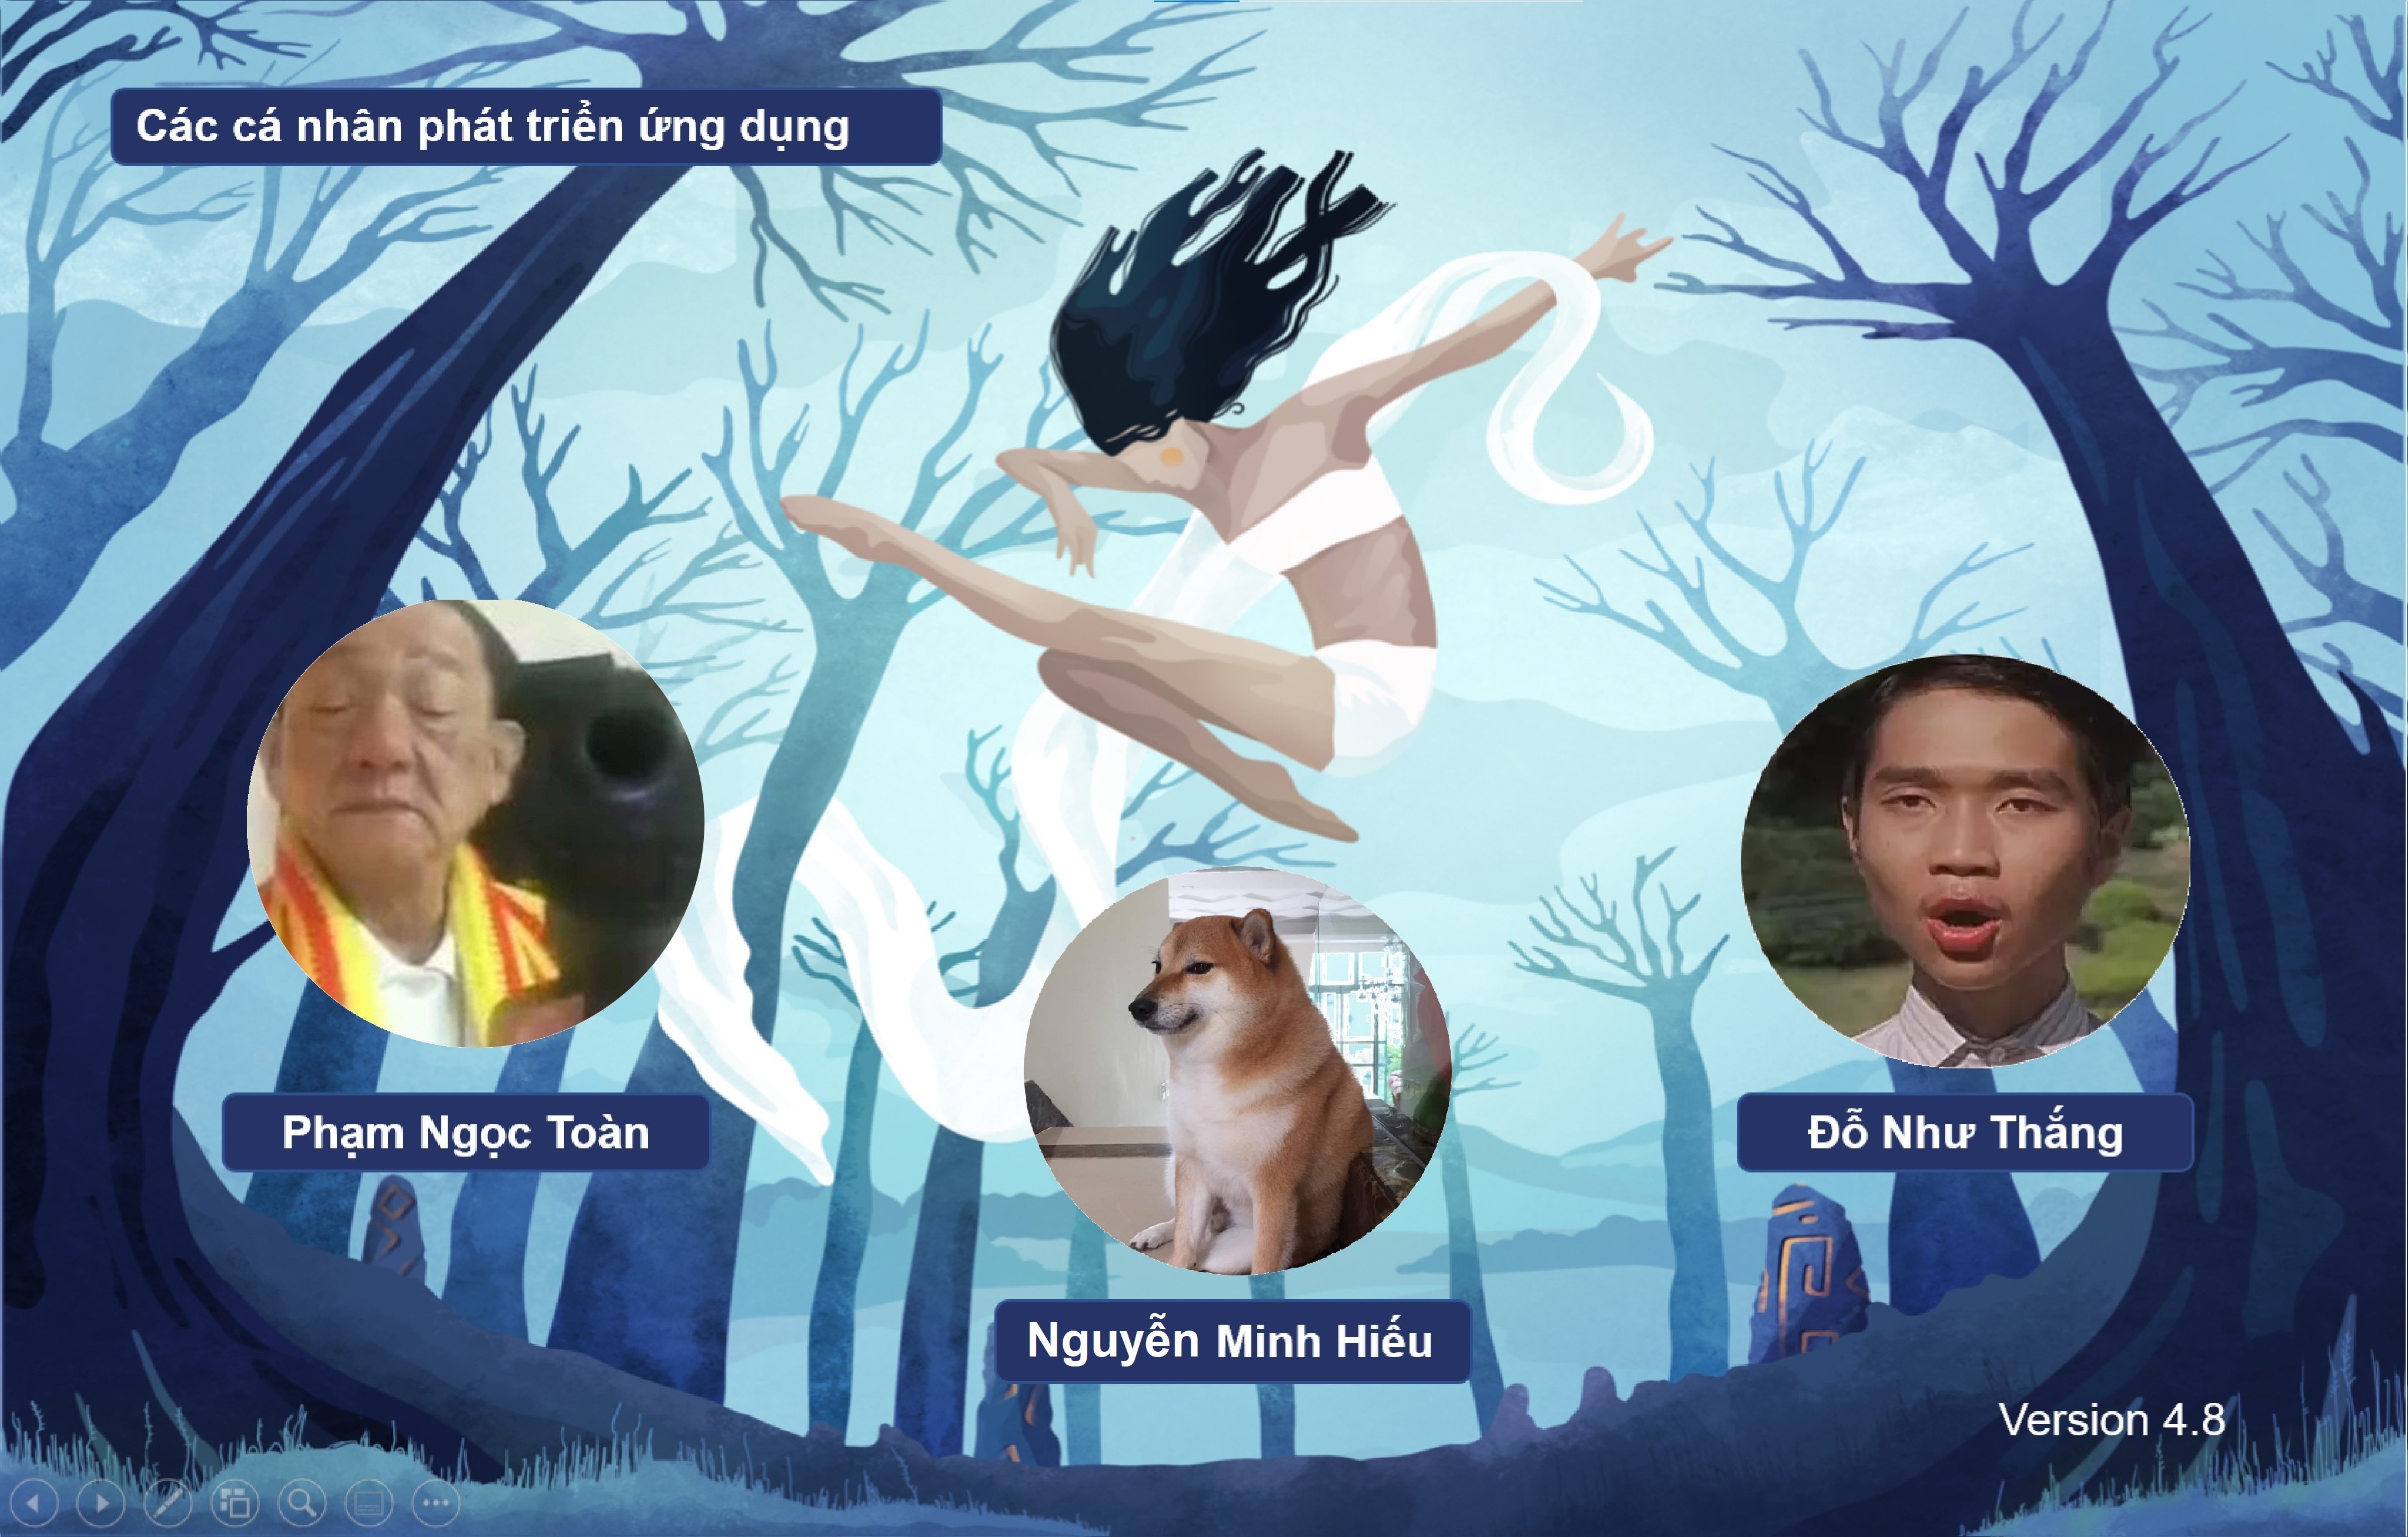 Các cá nhân phát triển ứng dụng
Phạm Ngọc Toàn
Đỗ Như Thắng
Nguyễn Minh Hiếu
Version 4.8